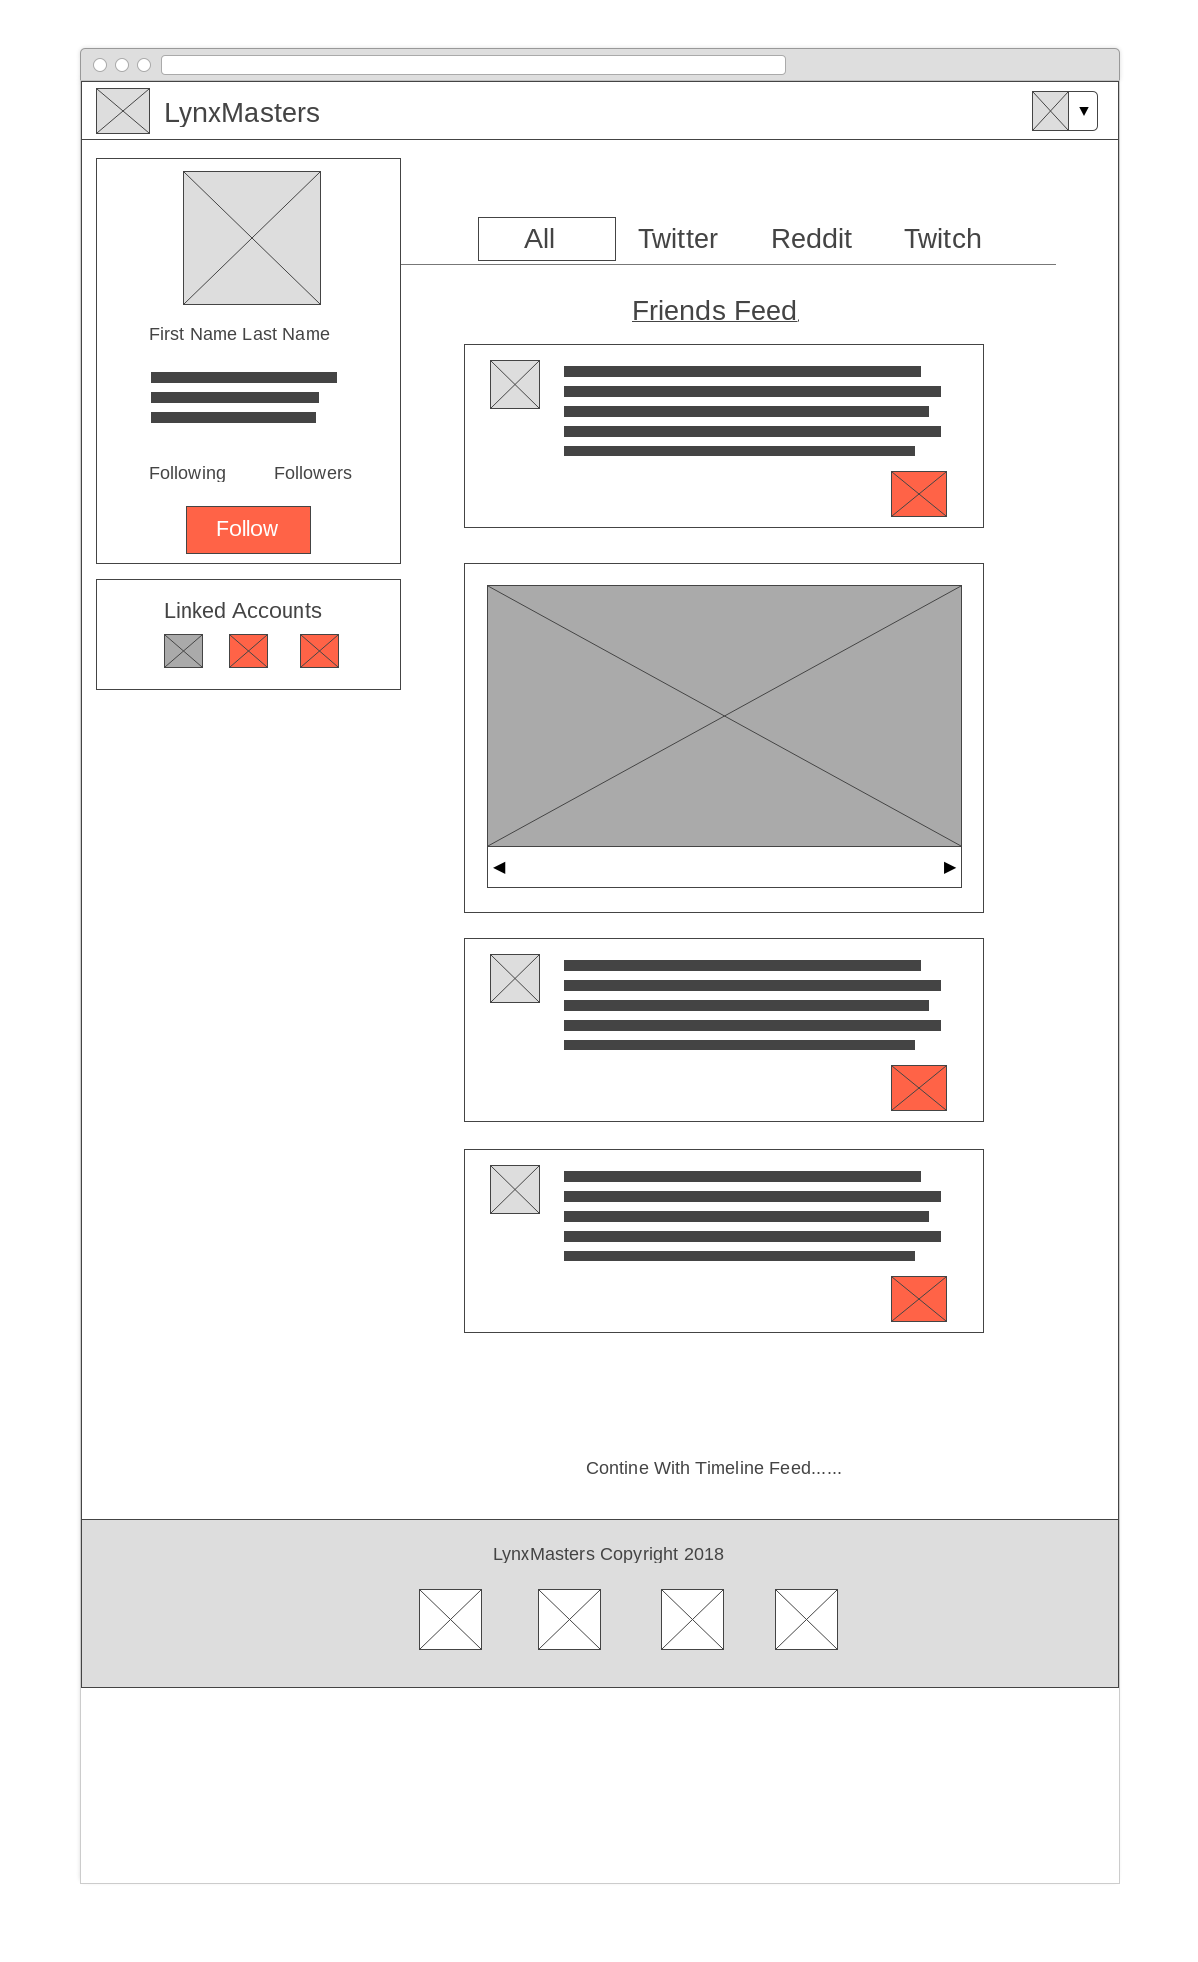 LynxMasters
All Twitter Reddit Twitch
Friends Feed
First Name Last Name
Following Followers
Follow
Linked Accounts
Contine With Timeline Feed......
LynxMasters Copyright 2018